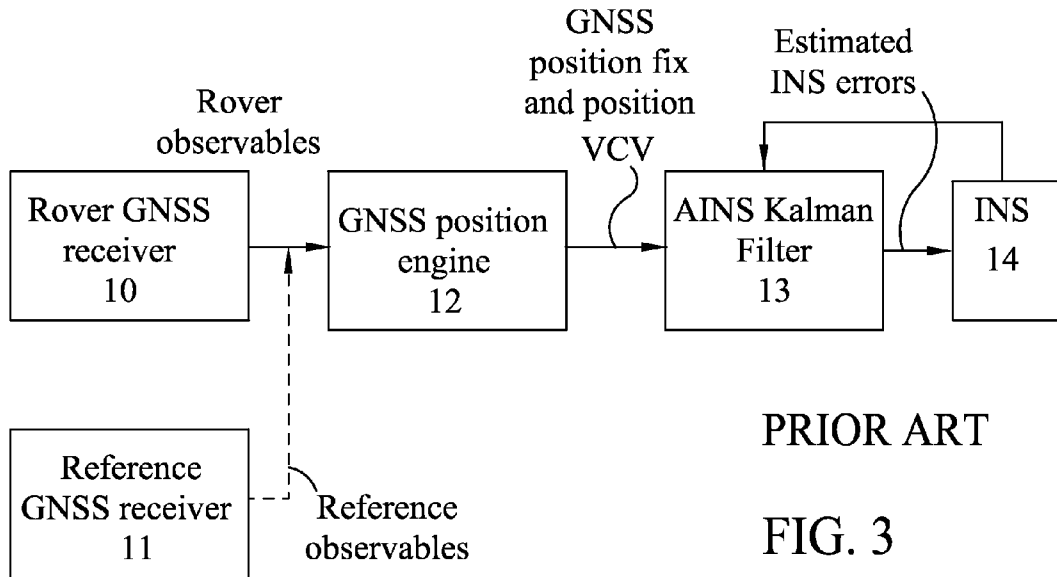 GNSS
position fix
and position
VCV
Estimated
INS errors
Rover
observables
Rover GNSS
receiver
10
GNSS position
engine
12
AINS Kalman
Filter
13
INS
14
Reference
GNSS receiver
11
Reference
observables
PRIOR ART
FIG. 3